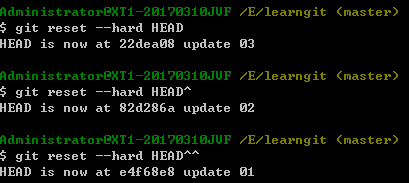 Administrator@XT1-20170310JVF /E/learngit (master)
$ git reset --hard HEAD
HEAD is now at 22dea08 update 03
Administrator@XT1-20170310JVF /E/learngit (master)
$ git reset --hard HEAD^
HEAD is now at 82d286a update 02
Administrator@XT1-20170310JVF /E/learngit (master)
$ git reset --hard HEAD^^
HEAD is now at e4f68e8 update 01